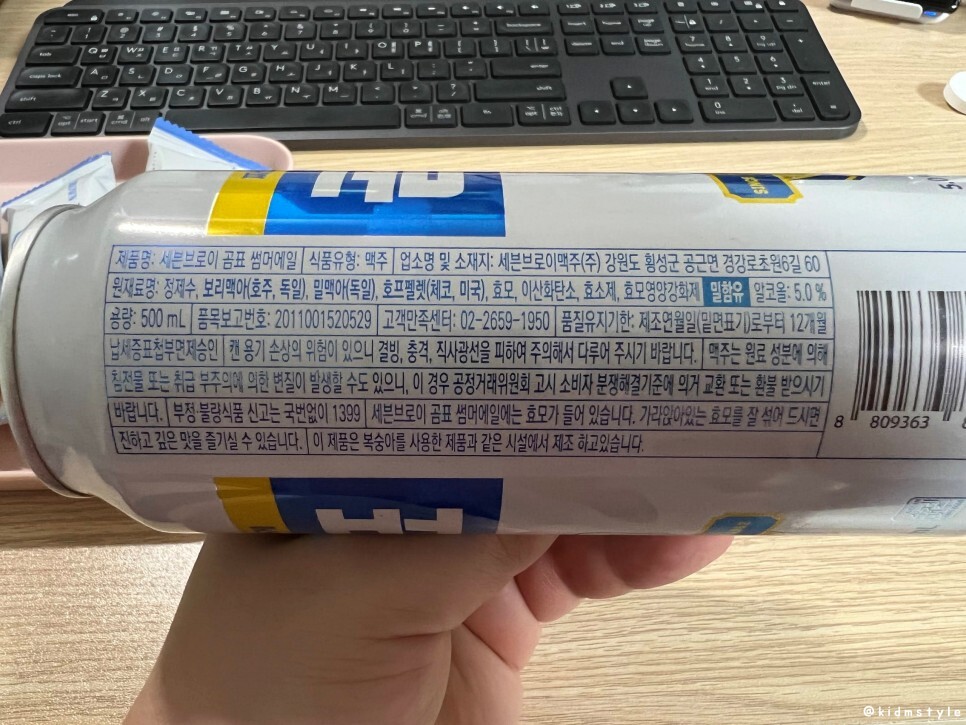 제품명: 세븐브로이 곰표 썸머에일 | 식품유형: 맥주 | 업소명 및 소재지: 세븐브로이맥주(주) 강원도 횡성군 공근면 경강로초원6길 60
원재료명: 정제수, 보리맥아(호주, 독일), 밀맥아(독일), 호프펠렛(체코, 미국), 효모, 이산화탄소, 효소제, 효모영양강화제 밀함유 알코올: 5.0 %
용량: 500 mL | 품목보고번호: 2011001520529 | 고객만족센터: 02-2659-1950 | 품질유지기한: 제조연월일(밑면표기)로부터 12개월
납세증표첩부면제승인 | 캔 용기 손상의 위험이 있으니 결빙, 충격, 직사광선을 피하여 주의해서 다루어 주시기 바랍니다. | 맥주는 원료 성분에 의해
침전물 또는 취급 부주의에 의한 변질이 발생할 수도 있으니, 이 경우 공정거래위원회 고시 소비자 분쟁해결기준에 의거 교환 또는 환불 받으시기
바랍니다. | 부정·불량식품 신고는 국번없이 1399 | 세븐브로이 곰표 썸머에일에는 효모가 들어 있습니다. 가라앉아있는 효모를 잘 섞어 드시면
진하고 깊은 맛을 즐기실 수 있습니다. | 이 제품은 복숭아를 사용한 제품과 같은 시설에서 제조 하고있습니다.
8 809363
@kidmstyle